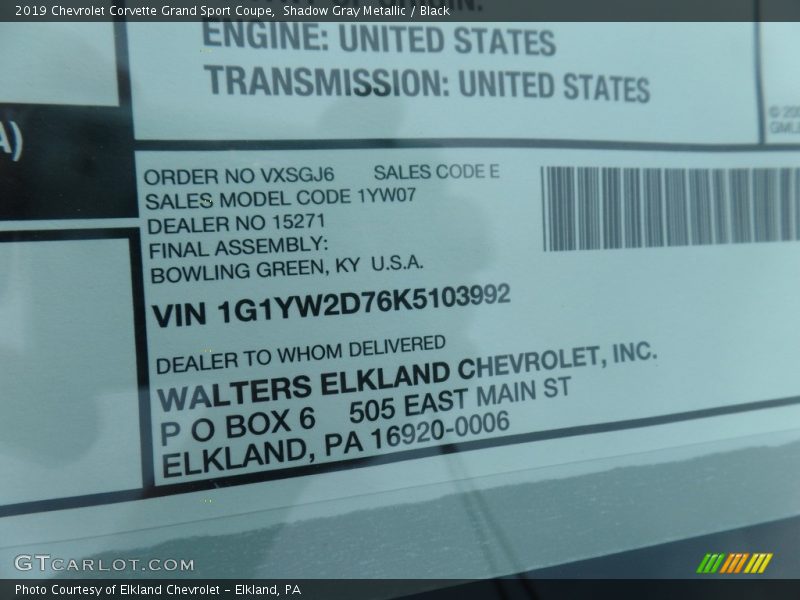 2019 Chevrolet Corvette Grand Sport Coupe, Shadow Gray Metallic / Black
ENGINE: UNITED STATES
TRANSMISSION: UNITED STATES
A)
ORDER NO VXSGJ6 SALES CODE E
SALES MODEL CODE 1YW07
DEALER NO 15271
FINAL ASSEMBLY:
BOWLING GREEN, KY U.S.A.
VIN 1G1YW2D76K5103992
DEALER TO WHOM DELIVERED
WALTERS ELKLAND CHEVROLET, INC.
P O BOX 6 505 EAST MAIN ST
ELKLAND, PA 16920-0006
GTCARLOT.COM
Photo Courtesy of Elkland Chevrolet - Elkland, PA